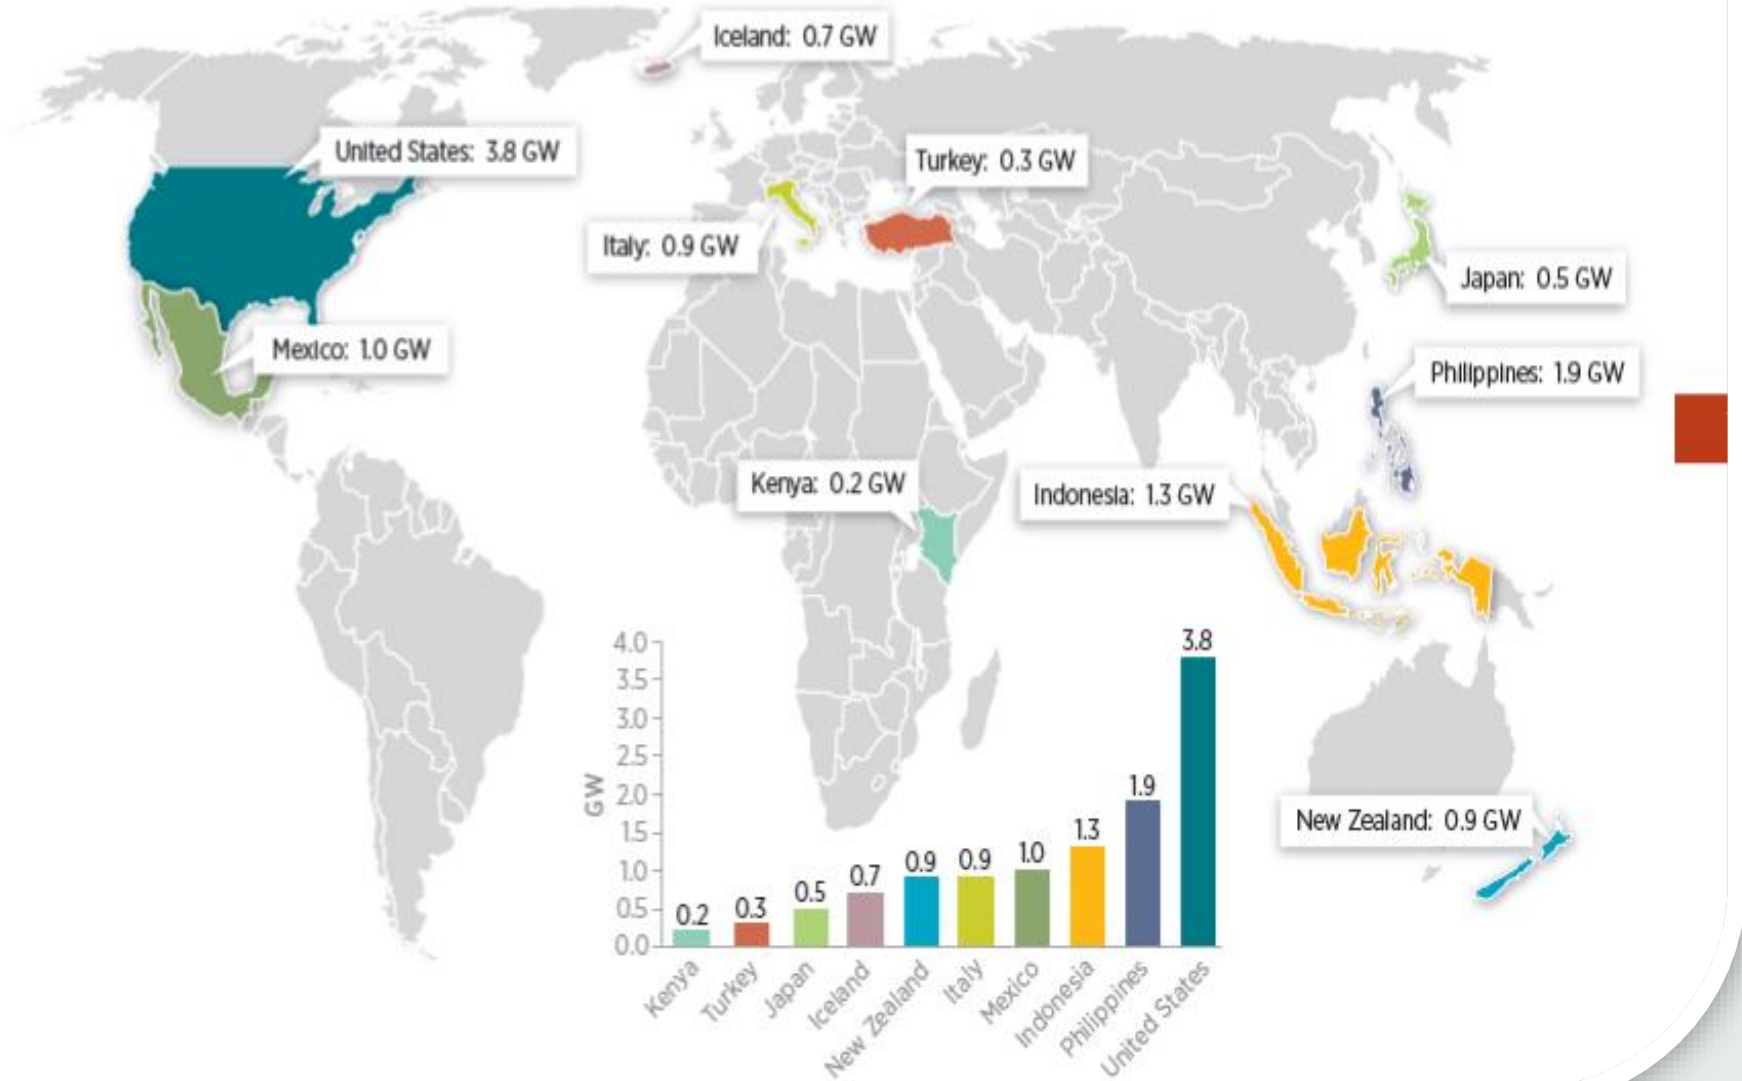 Iceland: 0.7 GW
United States: 3.8 GW
Turkey: 0.3 GW
Italy: 0.9 GW
Japan: 0.5 GW
Mexico: 1.0 GW
Philippines: 1.9 GW
Kenya: 0.2 GW
Indonesia: 1.3 GW
New Zealand: 0.9 GW
GW
4.0
3.5
3.0
2.5
2.0
1.5
1.0
0.5
0.0
0.2
0.3
0.5
0.7
0.9
0.9
1.0
1.3
1.9
3.8
Kenya
Turkey
Japan
Iceland
New Zealand
Italy
Mexico
Indonesia
Philippines
United States